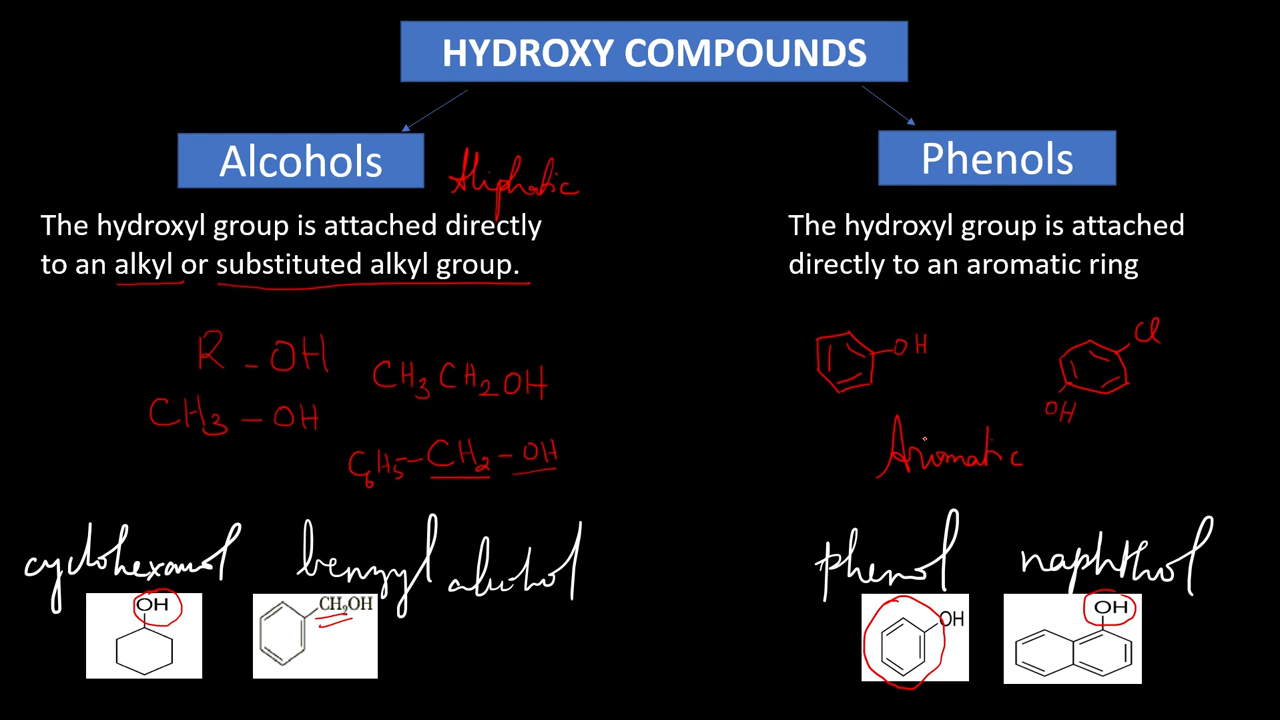 HYDROXY COMPOUNDS
Alcohols
Aliphatic
The hydroxyl group is attached directly
to an alkyl or substituted alkyl group.
R - OH
CH3CH2OH
CH3 - OH
C6H5 - CH2 - OH
cyclohexanol
benzyl alcohol
OH
CH2OH
Phenols
The hydroxyl group is attached
directly to an aromatic ring
OH
Cl
OH
Aromatic
phenol
naphthol
OH
OH